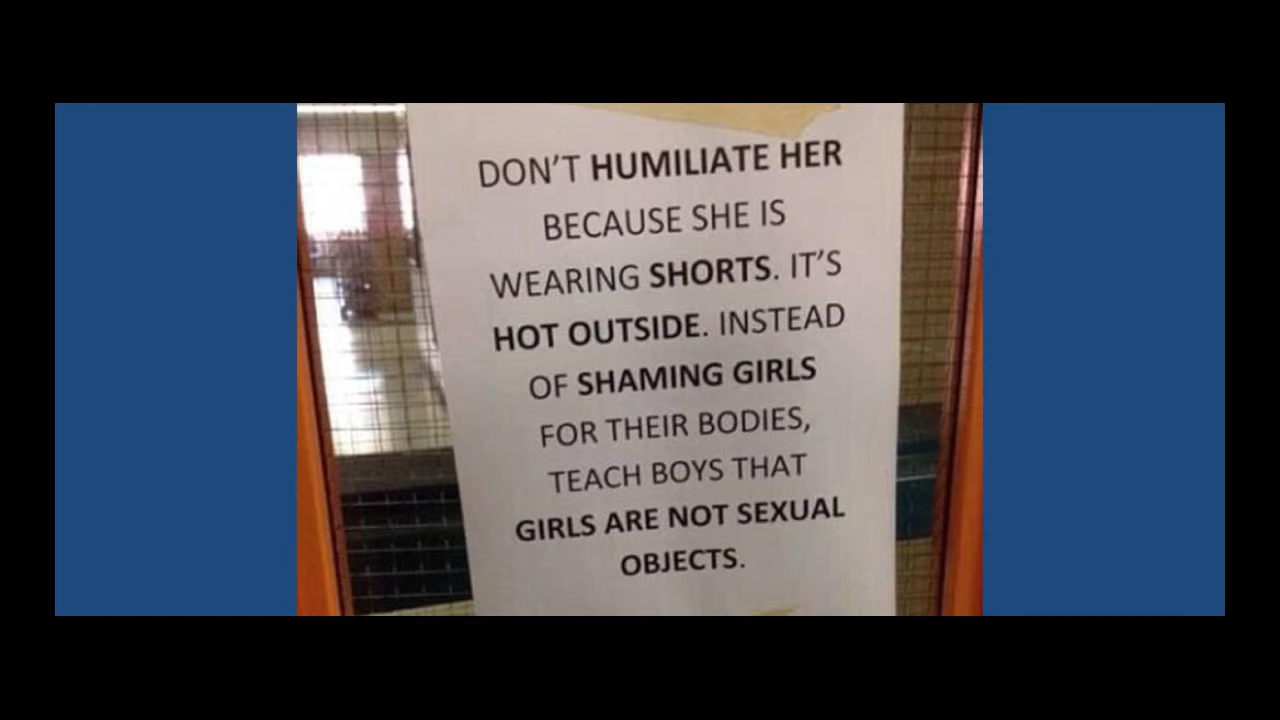 DON'T HUMILIATE HER
BECAUSE SHE IS
WEARING SHORTS. IT'S
HOT OUTSIDE. INSTEAD
OF SHAMING GIRLS
FOR THEIR BODIES,
TEACH BOYS THAT
GIRLS ARE NOT SEXUAL
OBJECTS.